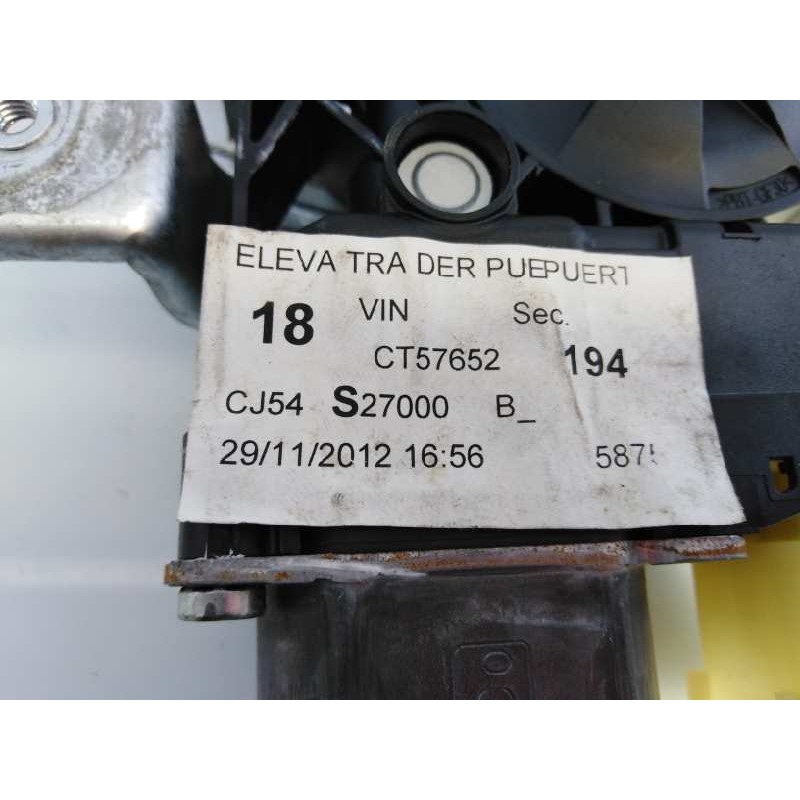 ELEVA TRA DER PUEPUERT
18 VIN Sec.
CT57652 194
CJ54 S27000 B_
29/11/2012 16:56 5875